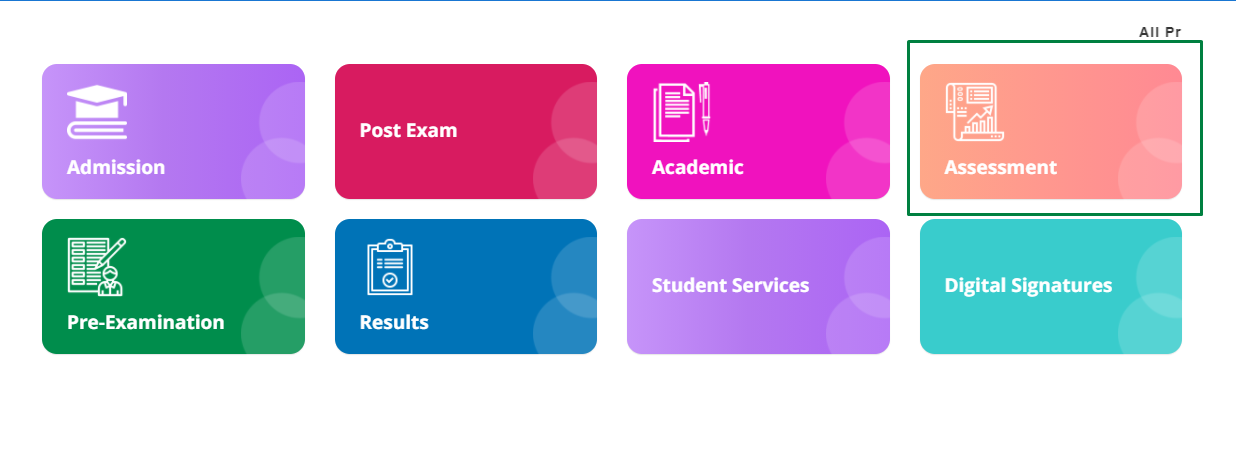 All Pr
Admission
Post Exam
Academic
Assessment
Pre-Examination
Results
Student Services
Digital Signatures